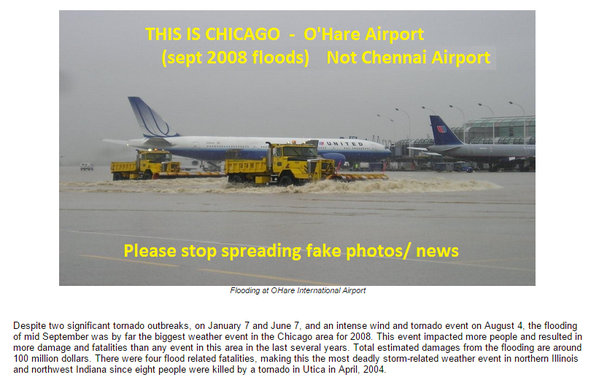 THIS IS CHICAGO - O'Hare Airport
(sept 2008 floods) Not Chennai Airport
UNITED
Please stop spreading fake photos/ news
Flooding at OHare International Airport
Despite two significant tornado outbreaks, on January 7 and June 7, and an intense wind and tornado event on August 4, the flooding
of mid September was by far the biggest weather event in the Chicago area for 2008. This event impacted more people and resulted in
more damage and fatalities than any event in this area in the last several years. Total estimated damages from the flooding are around
100 million dollars. There were four flood related fatalities, making this the most deadly storm-related weather event in northern Illinois
and northwest Indiana since eight people were killed by a tornado in Utica in April, 2004.